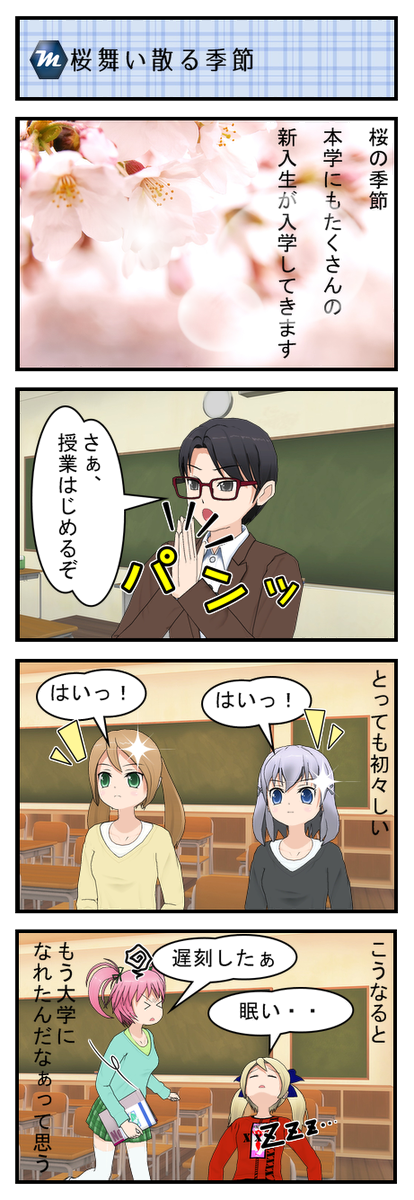 m
桜舞い散る季節
桜の季節
本学にもたくさんの
新入生が入学してきます
さぁ、
授業はじめるぞ
パーンッ
とっても初々しい
はいっ!
はいっ!
こうなると
遅刻したぁ
眠い・・
Zzz...
もう大学に
なれたんだなぁって思う